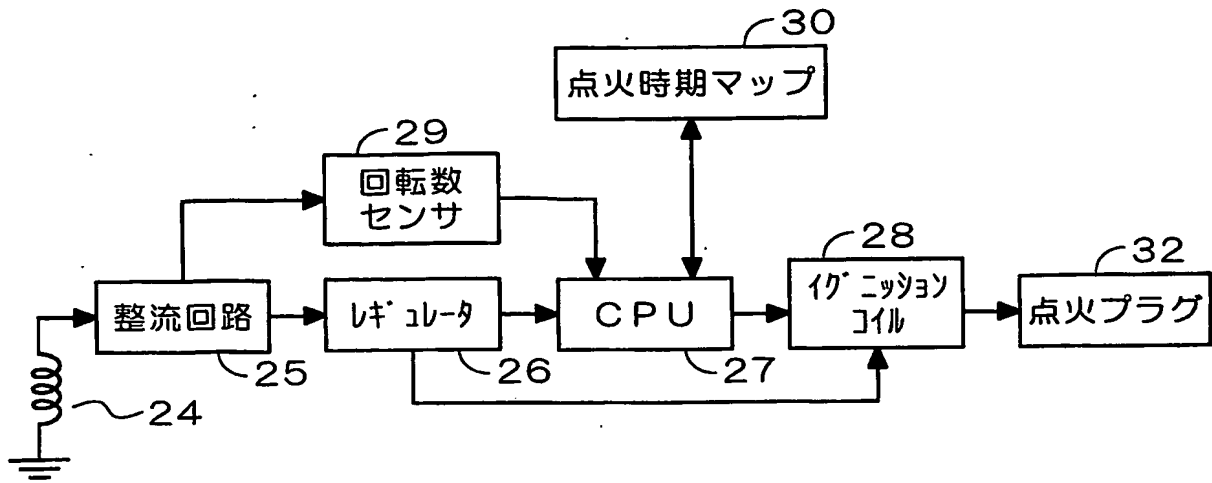 30
点火時期マップ
29
回転数
センサ
28
32
整流回路
レギュレータ
CPU
イグニッション
コイル
点火プラグ
25
26
27
24